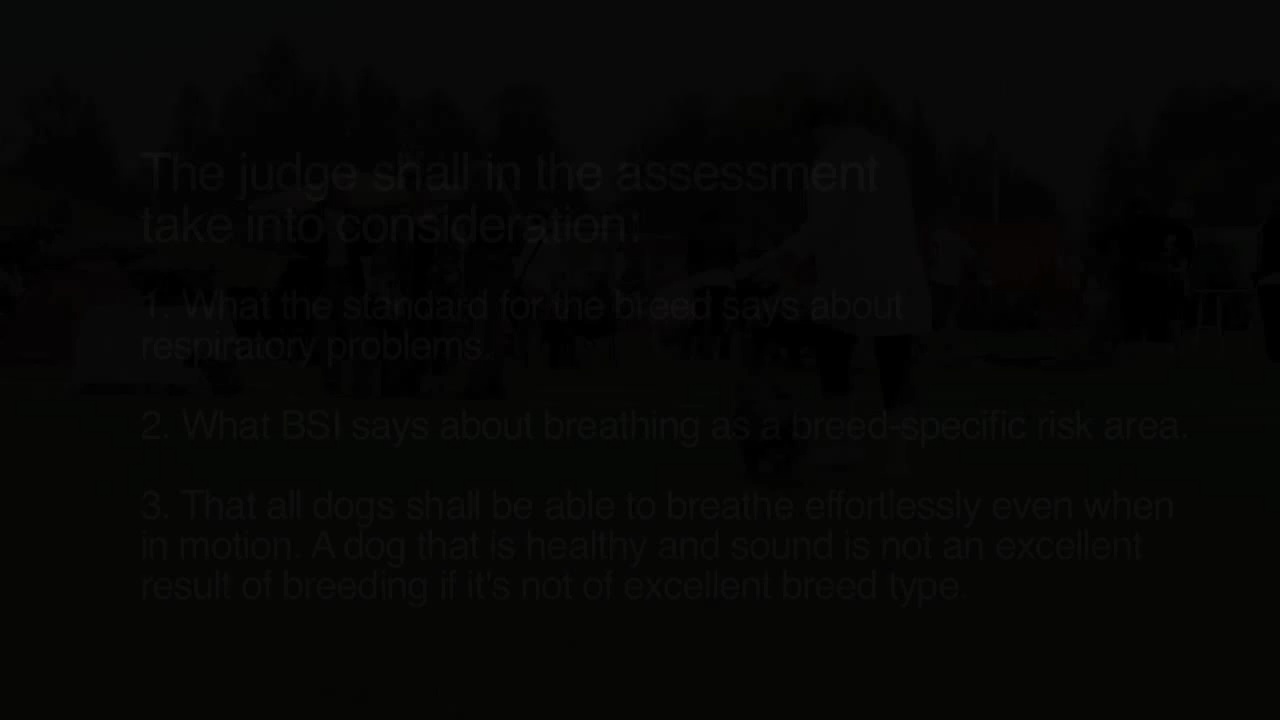 The judge shall in the assessment
take into consideration:
1. What the standard for the breed says about
respiratory problems.
2. What BSI says about breathing as a breed-specific risk area.
3. That all dogs shall be able to breathe effortlessly even when
in motion. A dog that is healthy and sound is not an excellent
result of breeding if it's not of excellent breed type.